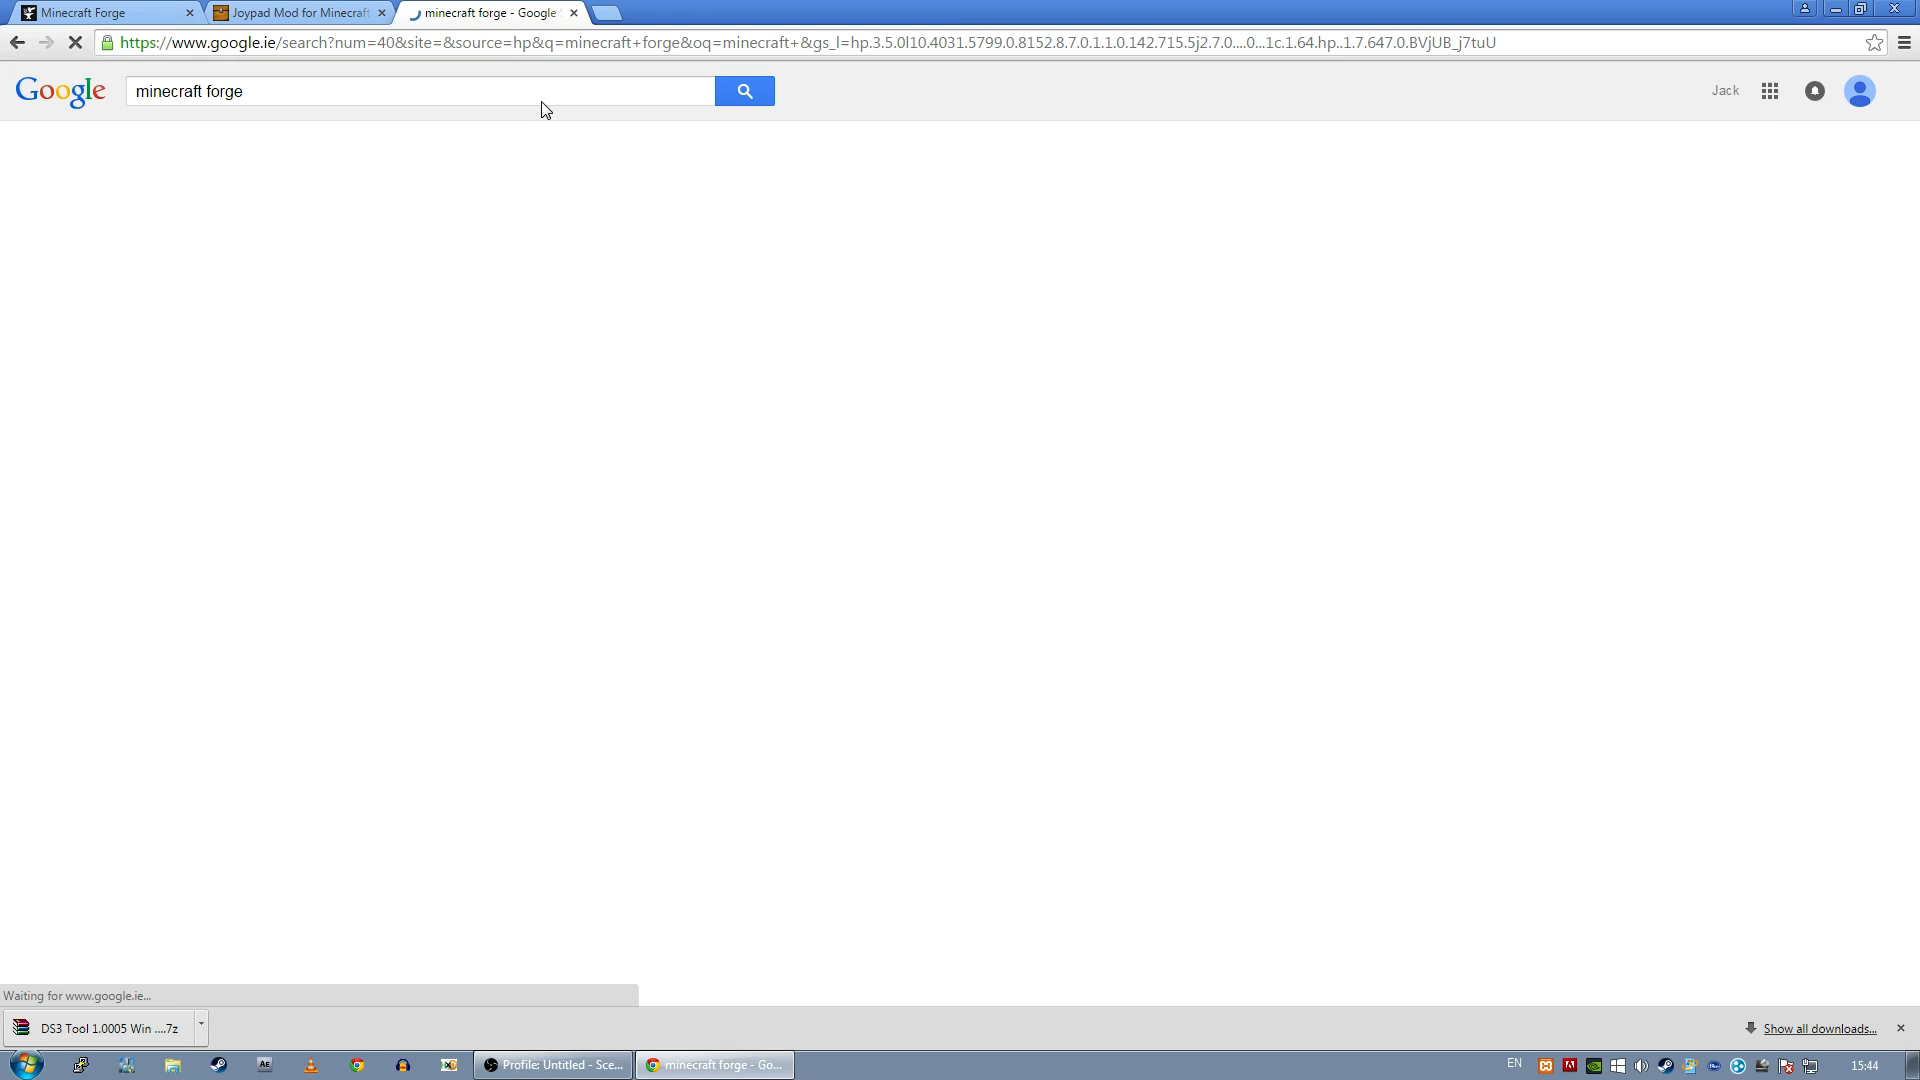 Minecraft Forge
Joypad Mod for Minecraft
minecraft forge - Google
https://www.google.ie/search?num=40&site=&source=hp&q=minecraft+forge&oq=minecraft+&gs_l=hp.3.5.0l10.4031.5799.0.8152.8.7.0.1.1.0.142.715.5j2.7.0....0...1c.1.64.hp..1.7.647.0.BVjUB_j7tuU
Google
minecraft forge
Jack
Waiting for www.google.ie...
DS3 Tool 1.0005 Win ....7z
Show all downloads...
AE
Profile: Untitled - Sce...
minecraft forge - Go...
EN
15:44